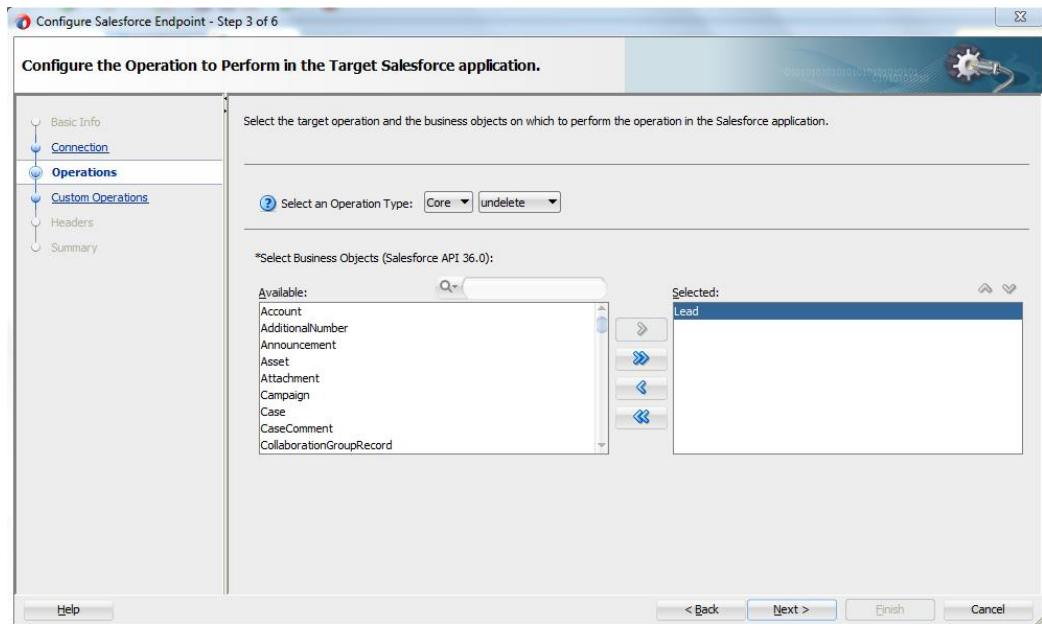 Configure Salesforce Endpoint - Step 3 of 6
Configure the Operation to Perform in the Target Salesforce application.
Basic Info
Connection
Operations
Custom Operations
Headers
Summary
Select the target operation and the business objects on which to perform the operation in the Salesforce application.
Select an Operation Type: Core undelete
*Select Business Objects (Salesforce API 36.0):
Available:
Account
AdditionalNumber
Announcement
Asset
Attachment
Campaign
Case
CaseComment
CollaborationGroupRecord
Selected:
Lead
Help
< Back Next > Finish Cancel